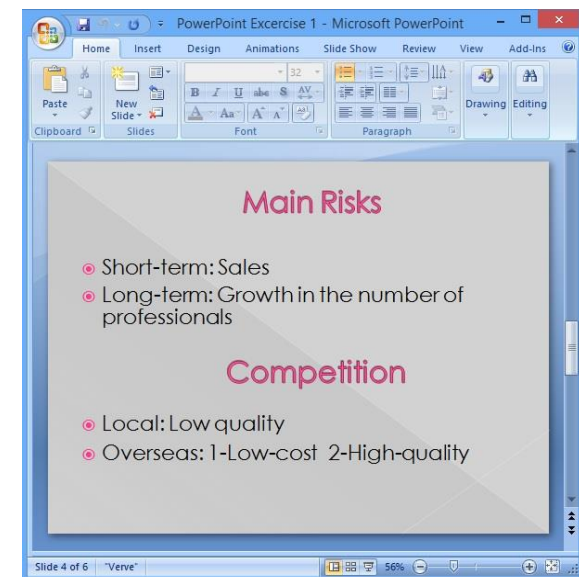 PowerPoint Excercise 1 - Microsoft PowerPoint
Home Insert Design Animations Slide Show Review View Add-Ins
32
B I U abe S AV
A Aa A A
Paste New Slide Drawing Editing
Clipboard Slides Font Paragraph
Main Risks
Short-term: Sales
Long-term: Growth in the number of
professionals
Competition
Local: Low quality
Overseas: 1-Low-cost 2-High-quality
Slide 4 of 6 "Verve" 56%